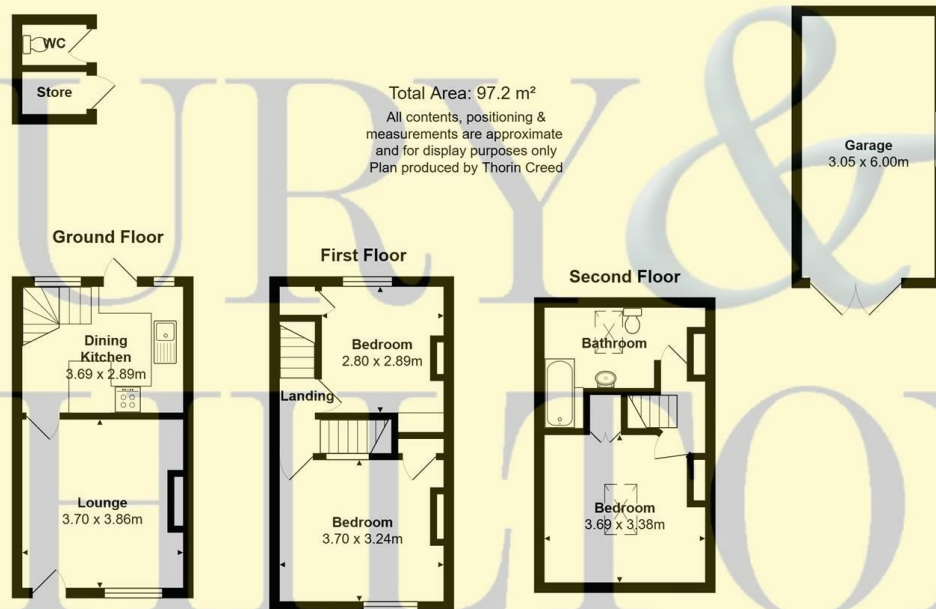 WC
Store
Total Area: 97.2 m²
All contents, positioning &
measurements are approximate
and for display purposes only
Plan produced by Thorin Creed
Garage
3.05 x 6.00m
Ground Floor
Dining
Kitchen
3.69 x 2.89m
Lounge
3.70 x 3.86m
First Floor
Bedroom
2.80 x 2.89m
Landing
Bedroom
3.70 x 3.24m
Second Floor
Bathroom
Bedroom
3.69 x 3.38m
URY &
HILTO